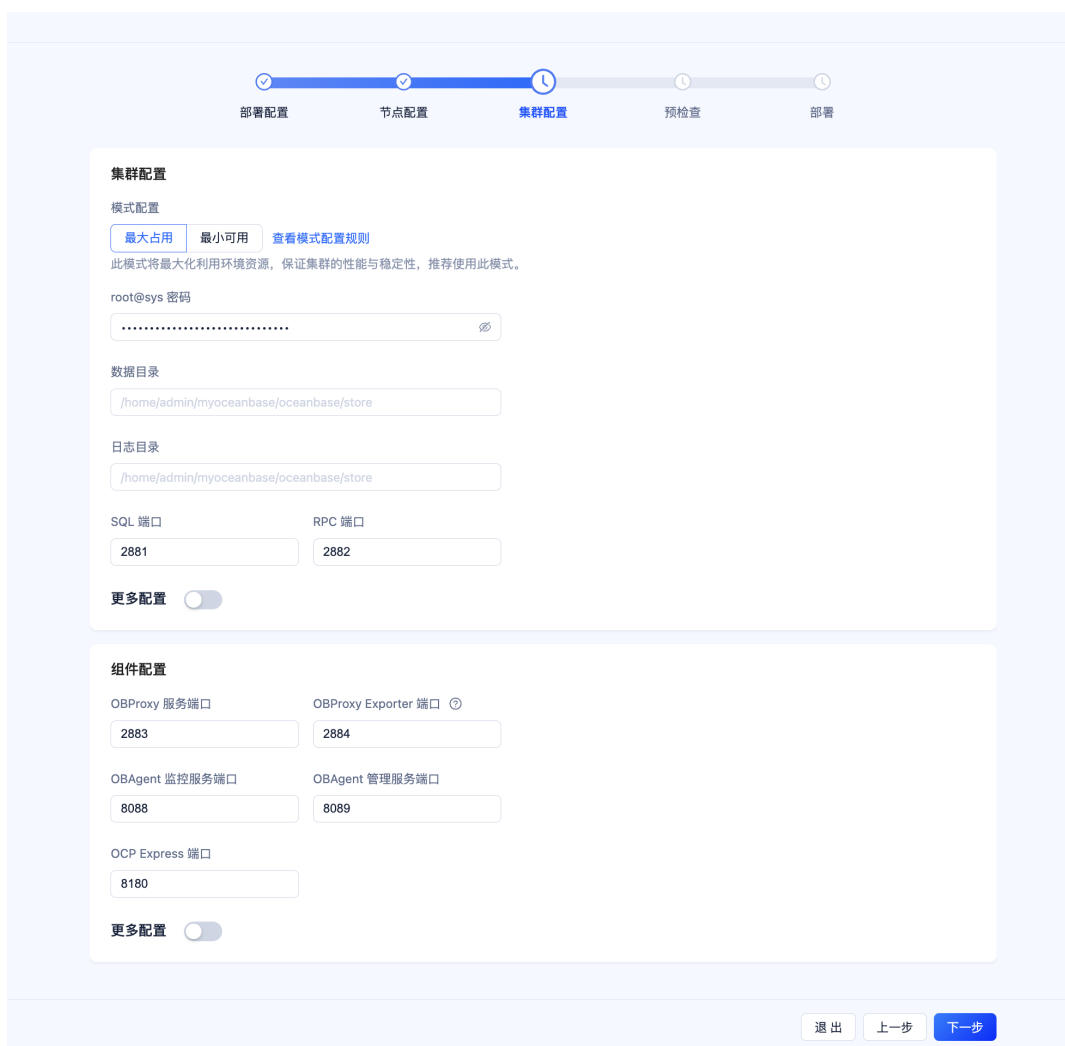 部署配置 节点配置 集群配置 预检查 部署
集群配置
模式配置
最大占用 最小可用 查看模式配置规则
此模式将最大化利用环境资源，保证集群的性能与稳定性，推荐使用此模式。
root@sys 密码
••••••••••••••••••••••••••••••
数据目录
/home/admin/myoceanbase/oceanbase/store
日志目录
/home/admin/myoceanbase/oceanbase/store
SQL 端口 RPC 端口
2881 2882
更多配置
组件配置
OBProxy 服务端口 OBProxy Exporter 端口 ?
2883 2884
OBAgent 监控服务端口 OBAgent 管理服务端口
8088 8089
OCP Express 端口
8180
更多配置
退 出 上一步 下一步